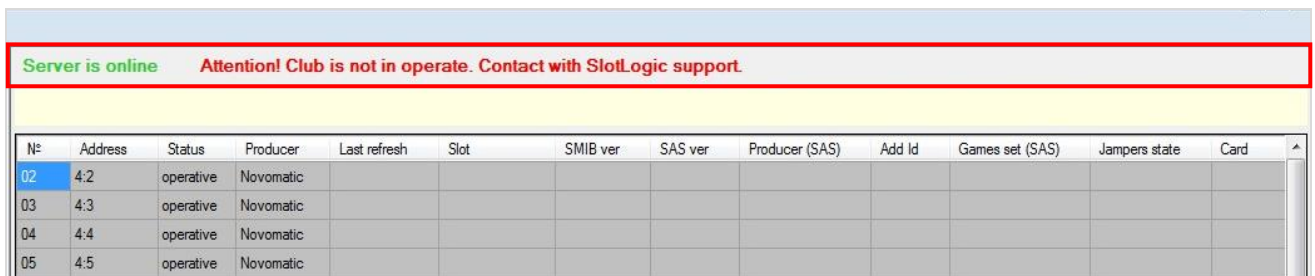 Server is online Attention! Club is not in operate. Contact with SlotLogic support.
№ Address Status Producer Last refresh Slot SMIB ver SAS ver Producer (SAS) Add Id Games set (SAS) Jampers state Card
02 4:2 operative Novomatic
03 4:3 operative Novomatic
04 4:4 operative Novomatic
05 4:5 operative Novomatic